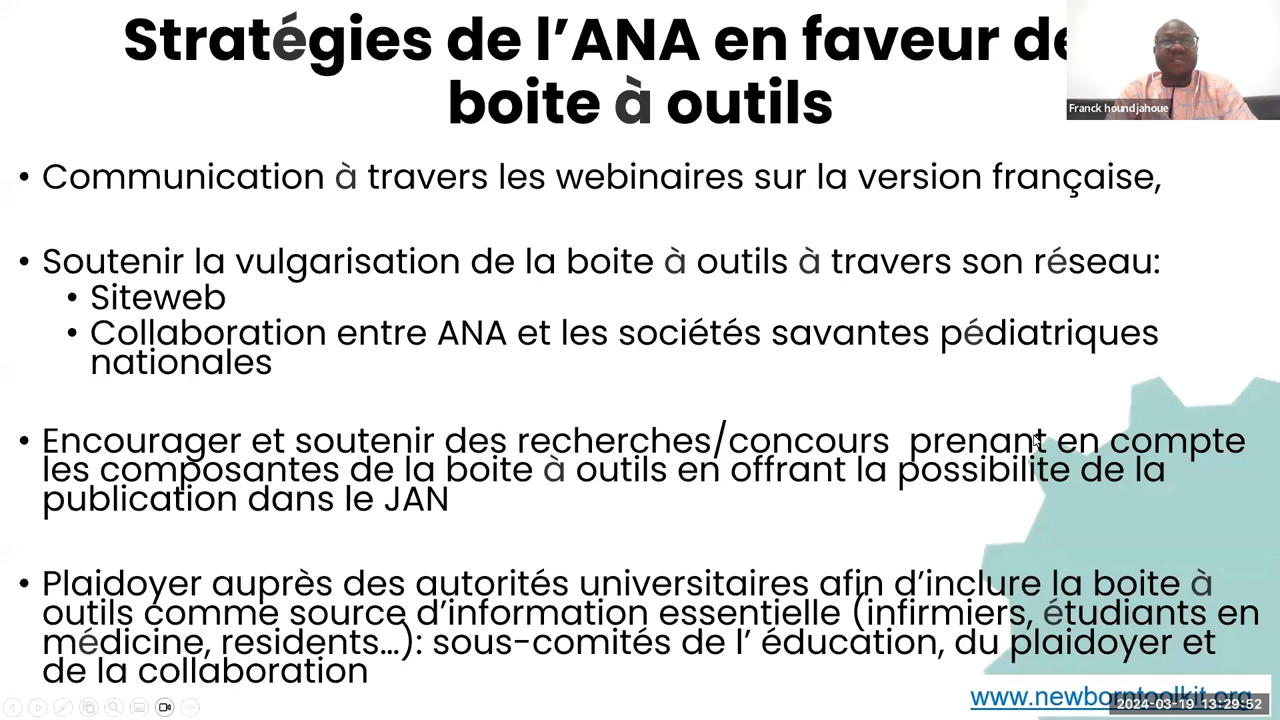 Stratégies de l’ANA en faveur de
boite à outils
Franck houndjahoue
• Communication à travers les webinaires sur la version française,
• Soutenir la vulgarisation de la boite à outils à travers son réseau:
• Siteweb
• Collaboration entre ANA et les sociétés savantes pédiatriques
nationales
• Encourager et soutenir des recherches/concours prenant en compte
les composantes de la boite à outils en offrant la possibilite de la
publication dans le JAN
• Plaidoyer auprès des autorités universitaires afin d’inclure la boite à
outils comme source d’information essentielle (infirmiers, étudiants en
médicine, residents…): sous-comités de l’ éducation, du plaidoyer et
de la collaboration
www.newborntoolkit.org
2024-03-19 13:29:52